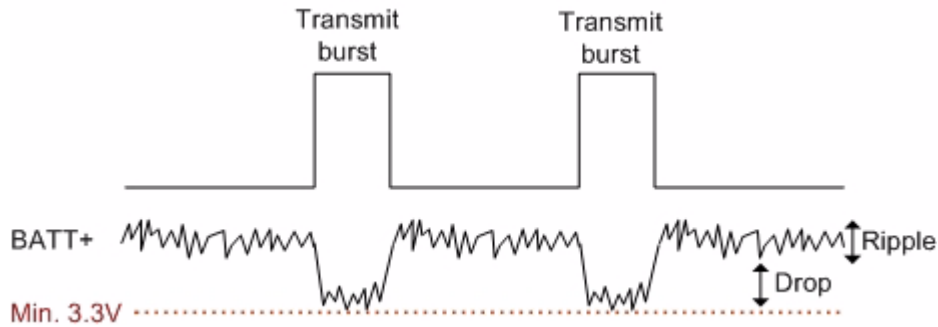 Transmit
burst
Transmit
burst
BATT+
Ripple
Drop
Min. 3.3V